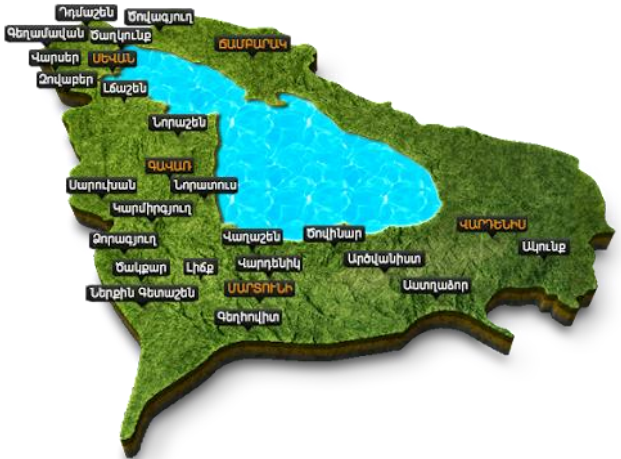 Դդմաշեն
Ծովագյուղ
Գեղամավան
Ծաղկունք
ՃԱՄԲԱՐԱԿ
Վարսեր
ՍԵՎԱՆ
Զովաբեր
Լճաշեն
Նորաշեն
ԳԱՎԱՌ
Սարուխան
Նորատուս
Կարմիրգյուղ
ՎԱՐԴԵՆԻՍ
Ձորագյուղ
Վաղաշեն
Ծովինար
Ակունք
Ծակքար
Լիճք
Վարդենիկ
Արծվանիստ
Ներքին Գետաշեն
ՄԱՐՏՈՒՆԻ
Աստղաձոր
Գեղհովիտ